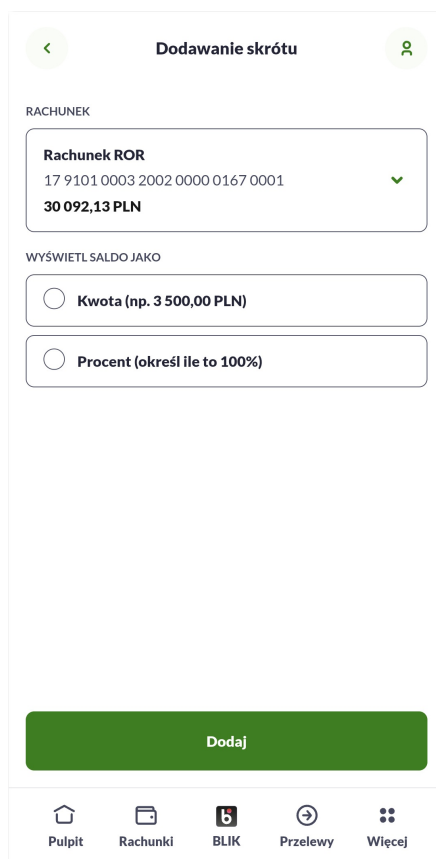 Dodawanie skrótu
RACHUNEK
Rachunek ROR
17 9101 0003 2002 0000 0167 0001
30 092,13 PLN
WYŚWIETL SALDO JAKO
Kwota (np. 3 500,00 PLN)
Procent (określ ile to 100%)
Dodaj
Pulpit Rachunki BLIK Przelewy Więcej